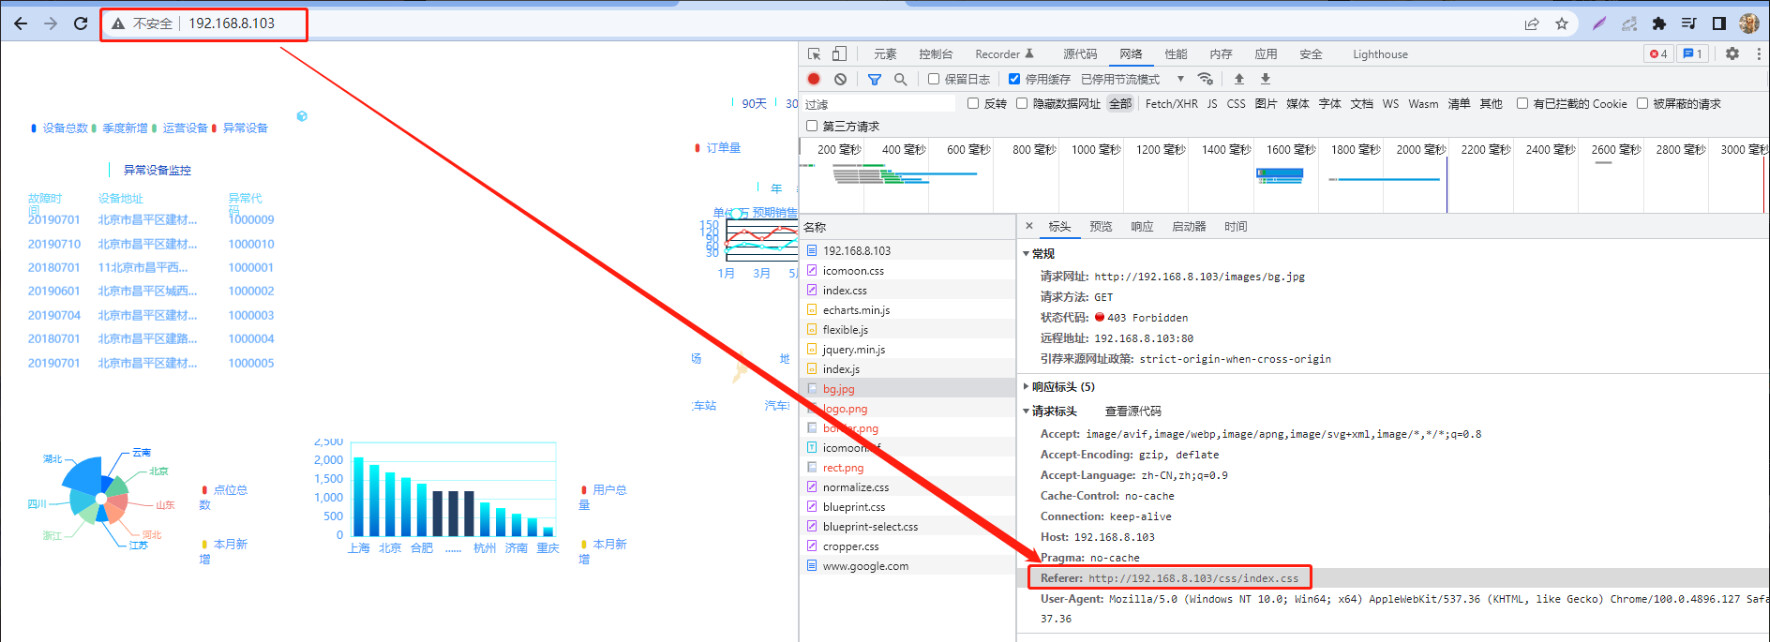 不安全 192.168.8.103
元素 控制台 Recorder 源代码 网络 性能 内存 应用 安全 Lighthouse 4 1
保留日志 停用缓存 已停用节流模式
过滤 反转 隐藏数据网址 全部 Fetch/XHR JS CSS 图片 媒体 字体 文档 WS Wasm 清单 其他 有已拦截的 Cookie 被屏蔽的请求
第三方请求
200 毫秒 400 毫秒 600 毫秒 800 毫秒 1000 毫秒 1200 毫秒 1400 毫秒 1600 毫秒 1800 毫秒 2000 毫秒 2200 毫秒 2400 毫秒 2600 毫秒 2800 毫秒 3000 毫秒
90天 30
设备总数 季度新增 运营设备 异常设备
订单量
异常设备监控
年
故障时间 设备地址 异常代码
20190701 北京市昌平区建材... 1000009
20190710 北京市昌平区建材... 1000010
20180701 11北京市昌平西... 1000001
20190601 北京市昌平区城西... 1000002
20190704 北京市昌平区建材... 1000003
20180701 北京市昌平区建路... 1000004
20190701 北京市昌平区建材... 1000005
预期销售
150
120
90
60
30
1月 3月 5
场 地
车站 汽车
湖北 云南
北京
四川 山东
浙江 河北
江苏
点位总数
本月新增
2,500
2,000
1,500
1,000
500
0
上海 北京 合肥 ...... 杭州 济南 重庆
用户总量
本月新增
名称
192.168.8.103
icomoon.css
index.css
echarts.min.js
flexible.js
jquery.min.js
index.js
bg.jpg
logo.png
border.png
icomoon.ttf
rect.png
normalize.css
blueprint.css
blueprint-select.css
cropper.css
www.google.com
× 标头 预览 响应 启动器 时间
常规
请求网址: http://192.168.8.103/images/bg.jpg
请求方法: GET
状态代码: 403 Forbidden
远程地址: 192.168.8.103:80
引荐来源网址政策: strict-origin-when-cross-origin
响应标头 (5)
请求标头 查看源代码
Accept: image/avif,image/webp,image/apng,image/svg+xml,image/*,*/*;q=0.8
Accept-Encoding: gzip, deflate
Accept-Language: zh-CN,zh;q=0.9
Cache-Control: no-cache
Connection: keep-alive
Host: 192.168.8.103
Pragma: no-cache
Referer: http://192.168.8.103/css/index.css
User-Agent: Mozilla/5.0 (Windows NT 10.0; Win64; x64) AppleWebKit/537.36 (KHTML, like Gecko) Chrome/100.0.4896.127 Safa
37.36